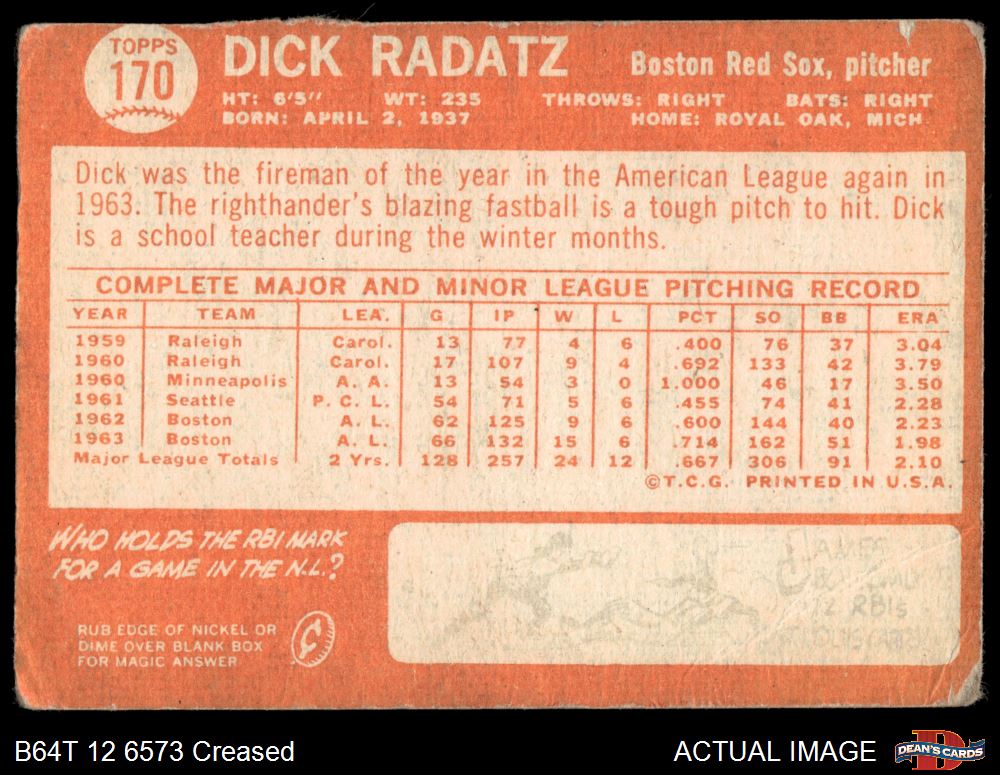 TOPPS
170
DICK RADATZ
Boston Red Sox, pitcher
HT: 6'5" WT: 235 THROWS: RIGHT BATS: RIGHT
BORN: APRIL 2, 1937 HOME: ROYAL OAK, MICH.
Dick was the fireman of the year in the American League again in
1963. The righthander's blazing fastball is a tough pitch to hit. Dick
is a school teacher during the winter months.
COMPLETE MAJOR AND MINOR LEAGUE PITCHING RECORD
YEAR TEAM LEA. G IP W L PCT SO BB ERA
1959 Raleigh Carol. 13 77 4 6 .400 76 37 3.04
1960 Raleigh Carol. 17 107 9 4 .692 133 42 3.79
1960 Minneapolis A. A. 13 54 3 0 1.000 46 17 3.50
1961 Seattle P. C. L. 54 71 5 6 .455 74 41 2.28
1962 Boston A. L. 62 125 9 6 .600 144 40 2.23
1963 Boston A. L. 66 132 15 6 .714 162 51 1.98
Major League Totals 2 Yrs. 128 257 24 12 .667 306 91 2.10
©T.C.G. PRINTED IN U.S.A.
WHO HOLDS THE RBI MARK
FOR A GAME IN THE N.L.?
RUB EDGE OF NICKEL OR
DIME OVER BLANK BOX
FOR MAGIC ANSWER
12 RBIs
B64T 12 6573 Creased
ACTUAL IMAGE
DEAN'S CARDS